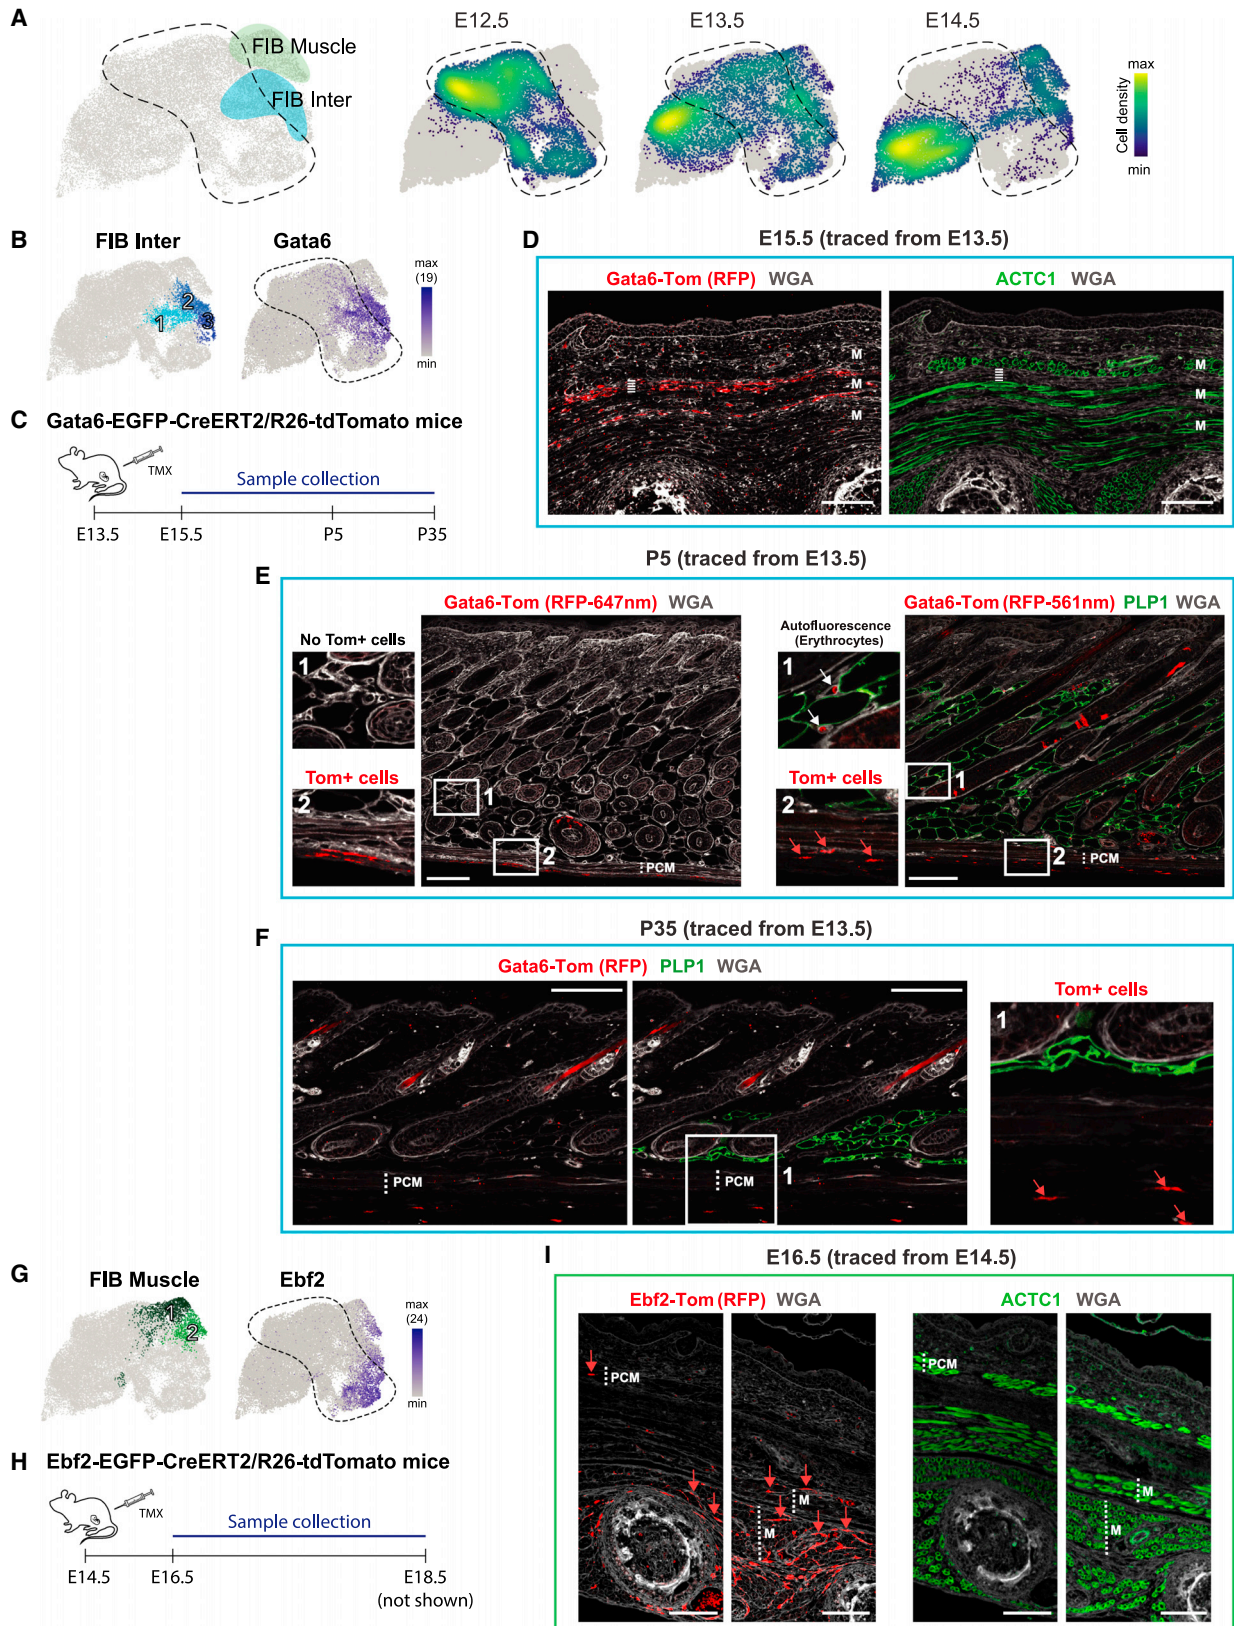 A
FIB Muscle
FIB Inter
E12.5
E13.5
E14.5
max
Cell density
min
B
FIB Inter
1
2
3
Gata6
max
(19)
min
C
Gata6-EGFP-CreERT2/R26-tdTomato mice
TMX
Sample collection
E13.5
E15.5
P5
P35
D
E15.5 (traced from E13.5)
Gata6-Tom (RFP) WGA
M
M
M
ACTC1 WGA
M
M
M
E
P5 (traced from E13.5)
Gata6-Tom (RFP-647nm) WGA
No Tom+ cells
1
Tom+ cells
2
1
2
PCM
Gata6-Tom (RFP-561nm) PLP1 WGA
Autofluorescence
(Erythrocytes)
1
Tom+ cells
2
1
2
PCM
F
P35 (traced from E13.5)
Gata6-Tom (RFP) PLP1 WGA
PCM
PCM
1
Tom+ cells
1
G
FIB Muscle
1
2
Ebf2
max
(24)
min
H
Ebf2-EGFP-CreERT2/R26-tdTomato mice
TMX
Sample collection
E14.5
E16.5
E18.5
(not shown)
I
E16.5 (traced from E14.5)
Ebf2-Tom (RFP) WGA
PCM
M
M
ACTC1 WGA
PCM
M
M